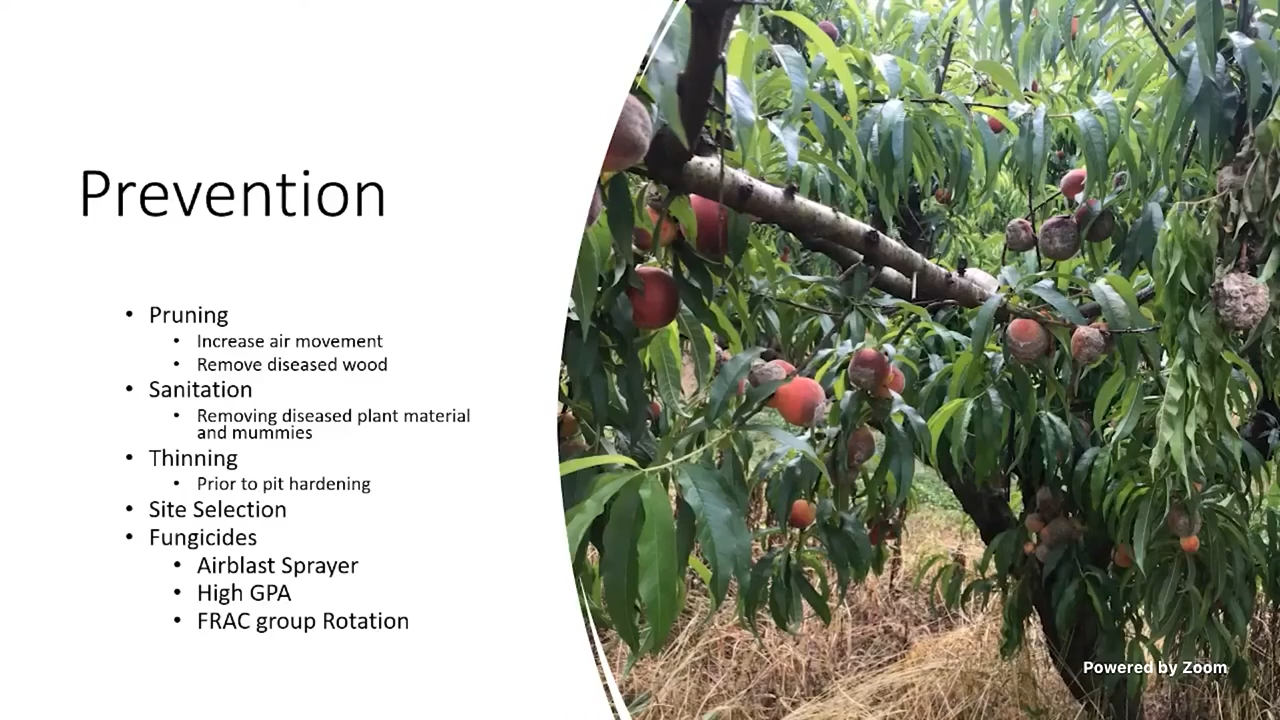 Prevention
• Pruning
• Increase air movement
• Remove diseased wood
• Sanitation
• Removing diseased plant material
and mummies
• Thinning
• Prior to pit hardening
• Site Selection
• Fungicides
• Airblast Sprayer
• High GPA
• FRAC group Rotation
Powered by Zoom